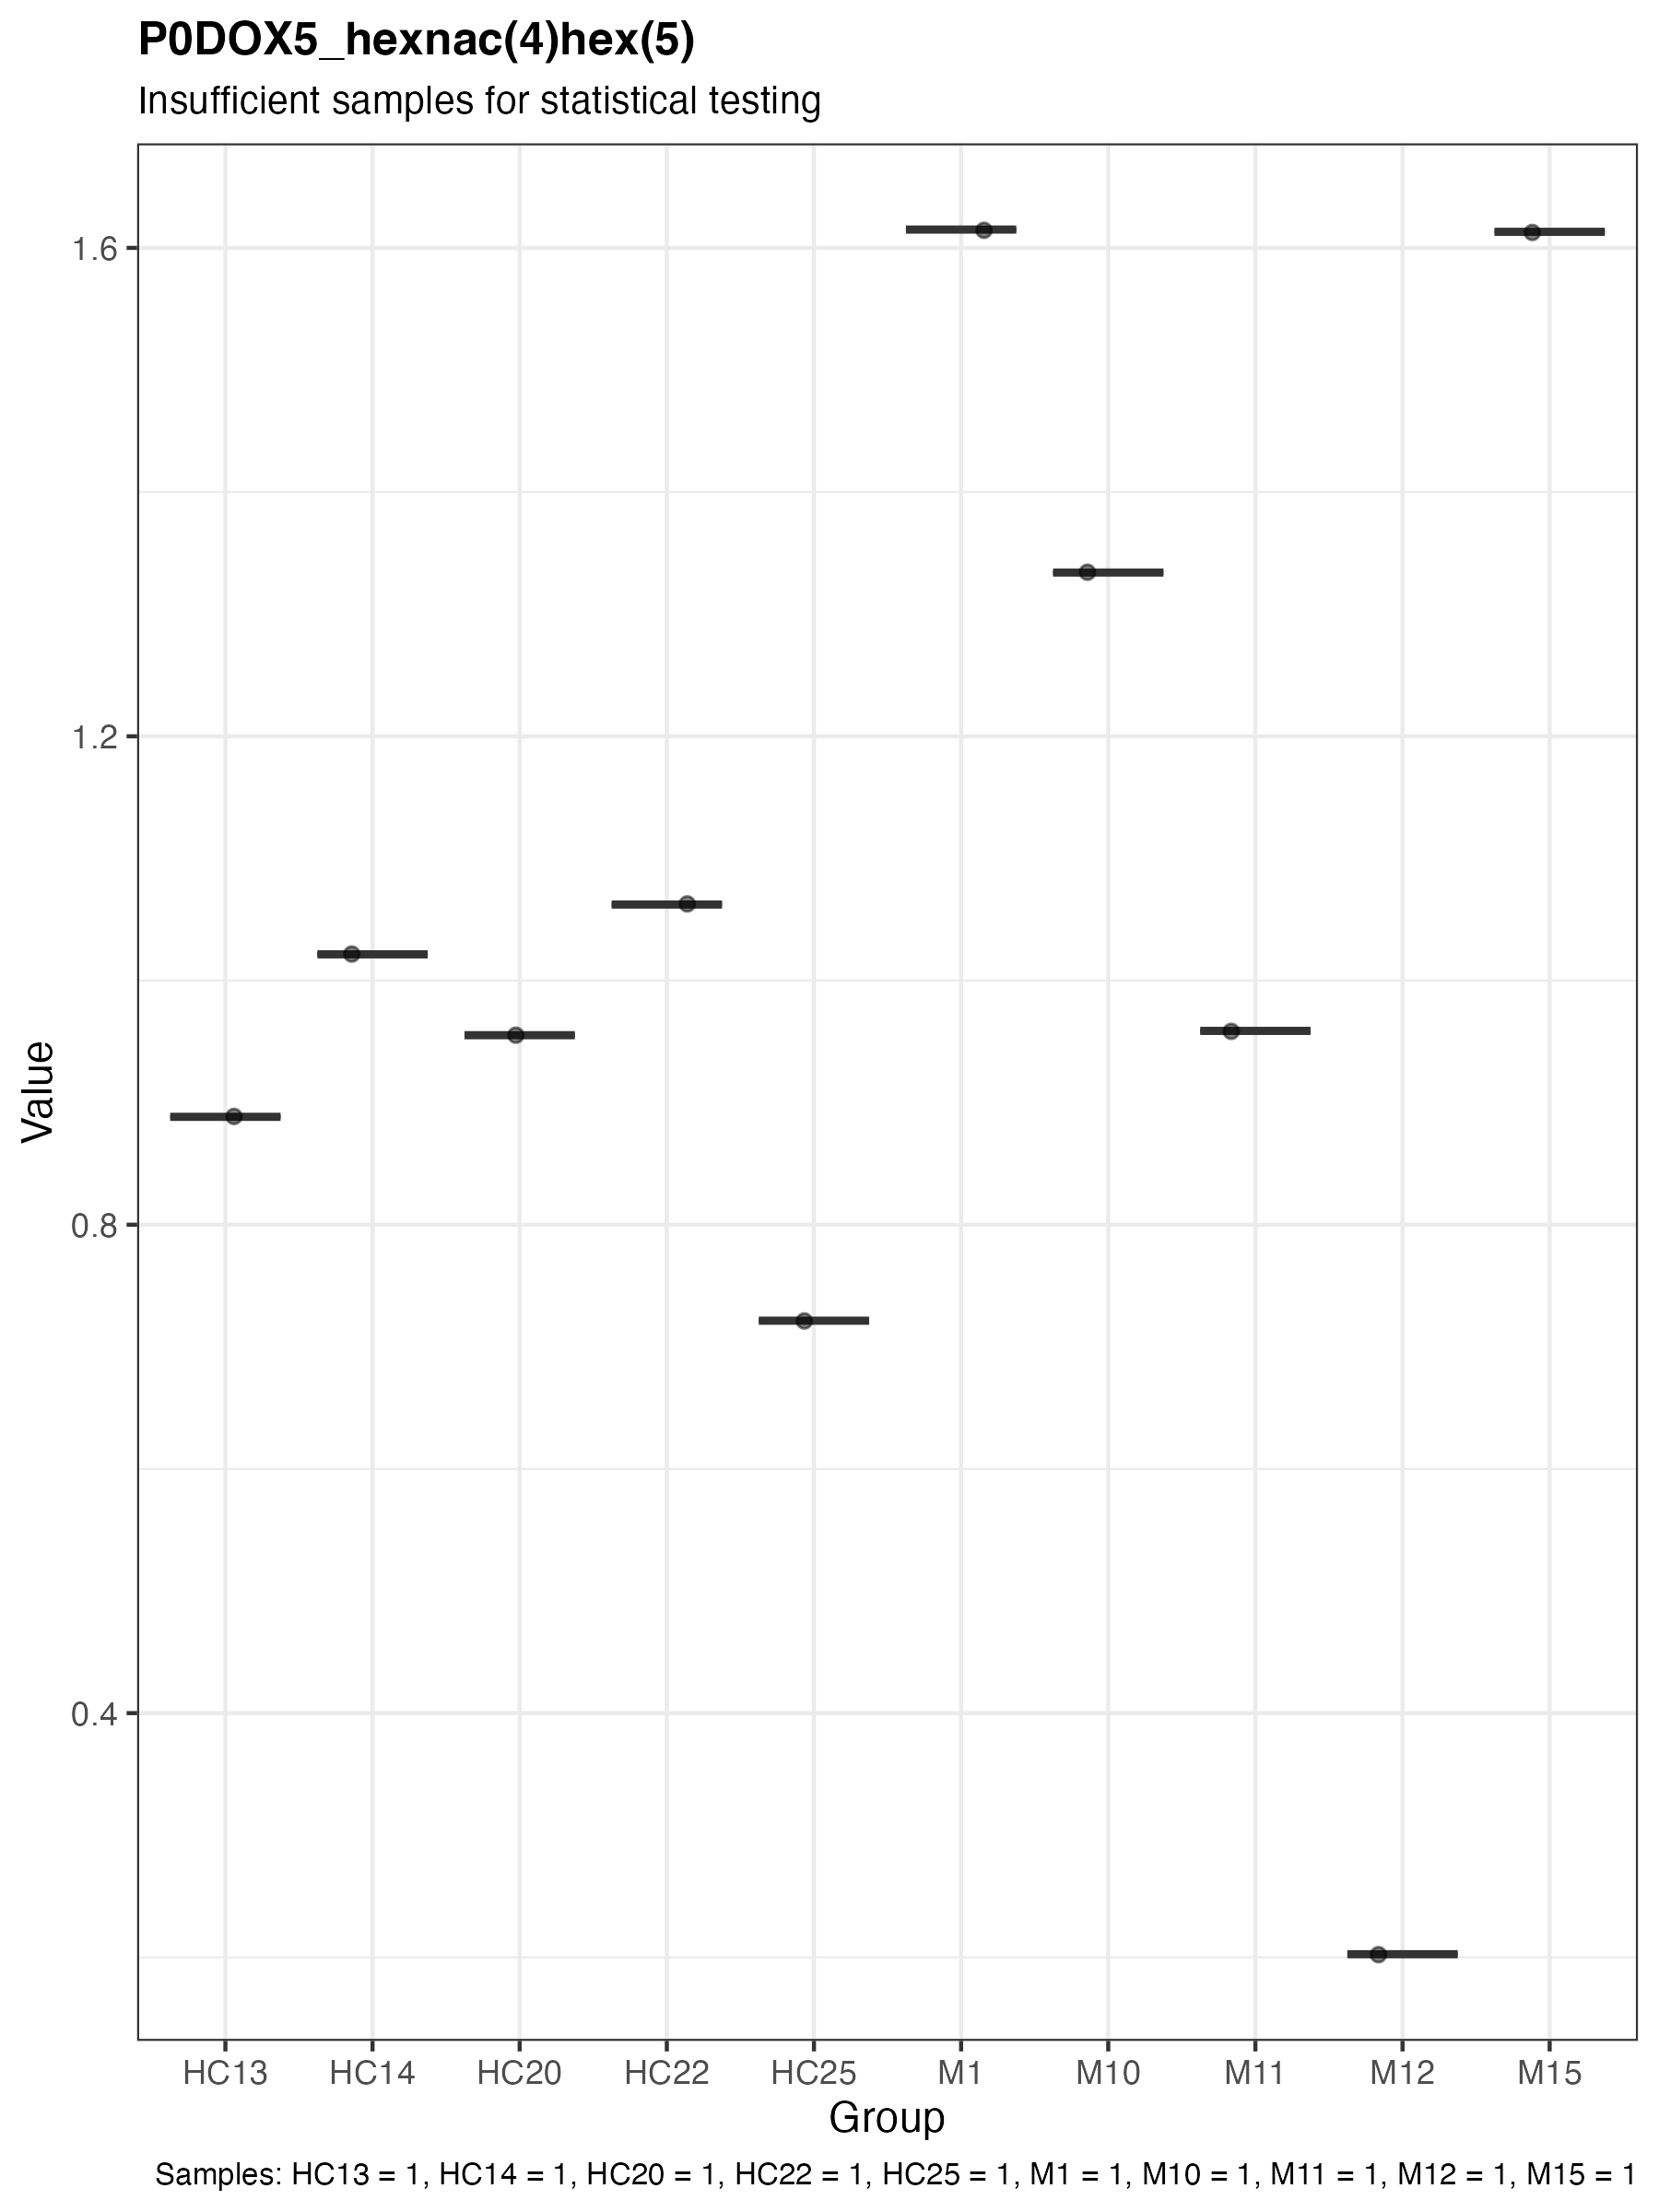 P0DOX5_hexnac(4)hex(5)
Insufficient samples for statistical testing
1.6
1.2
0.8
0.4
Value
HC13 HC14 HC20 HC22 HC25 M1 M10 M11 M12 M15
Group
Samples: HC13 = 1, HC14 = 1, HC20 = 1, HC22 = 1, HC25 = 1, M1 = 1, M10 = 1, M11 = 1, M12 = 1, M15 = 1